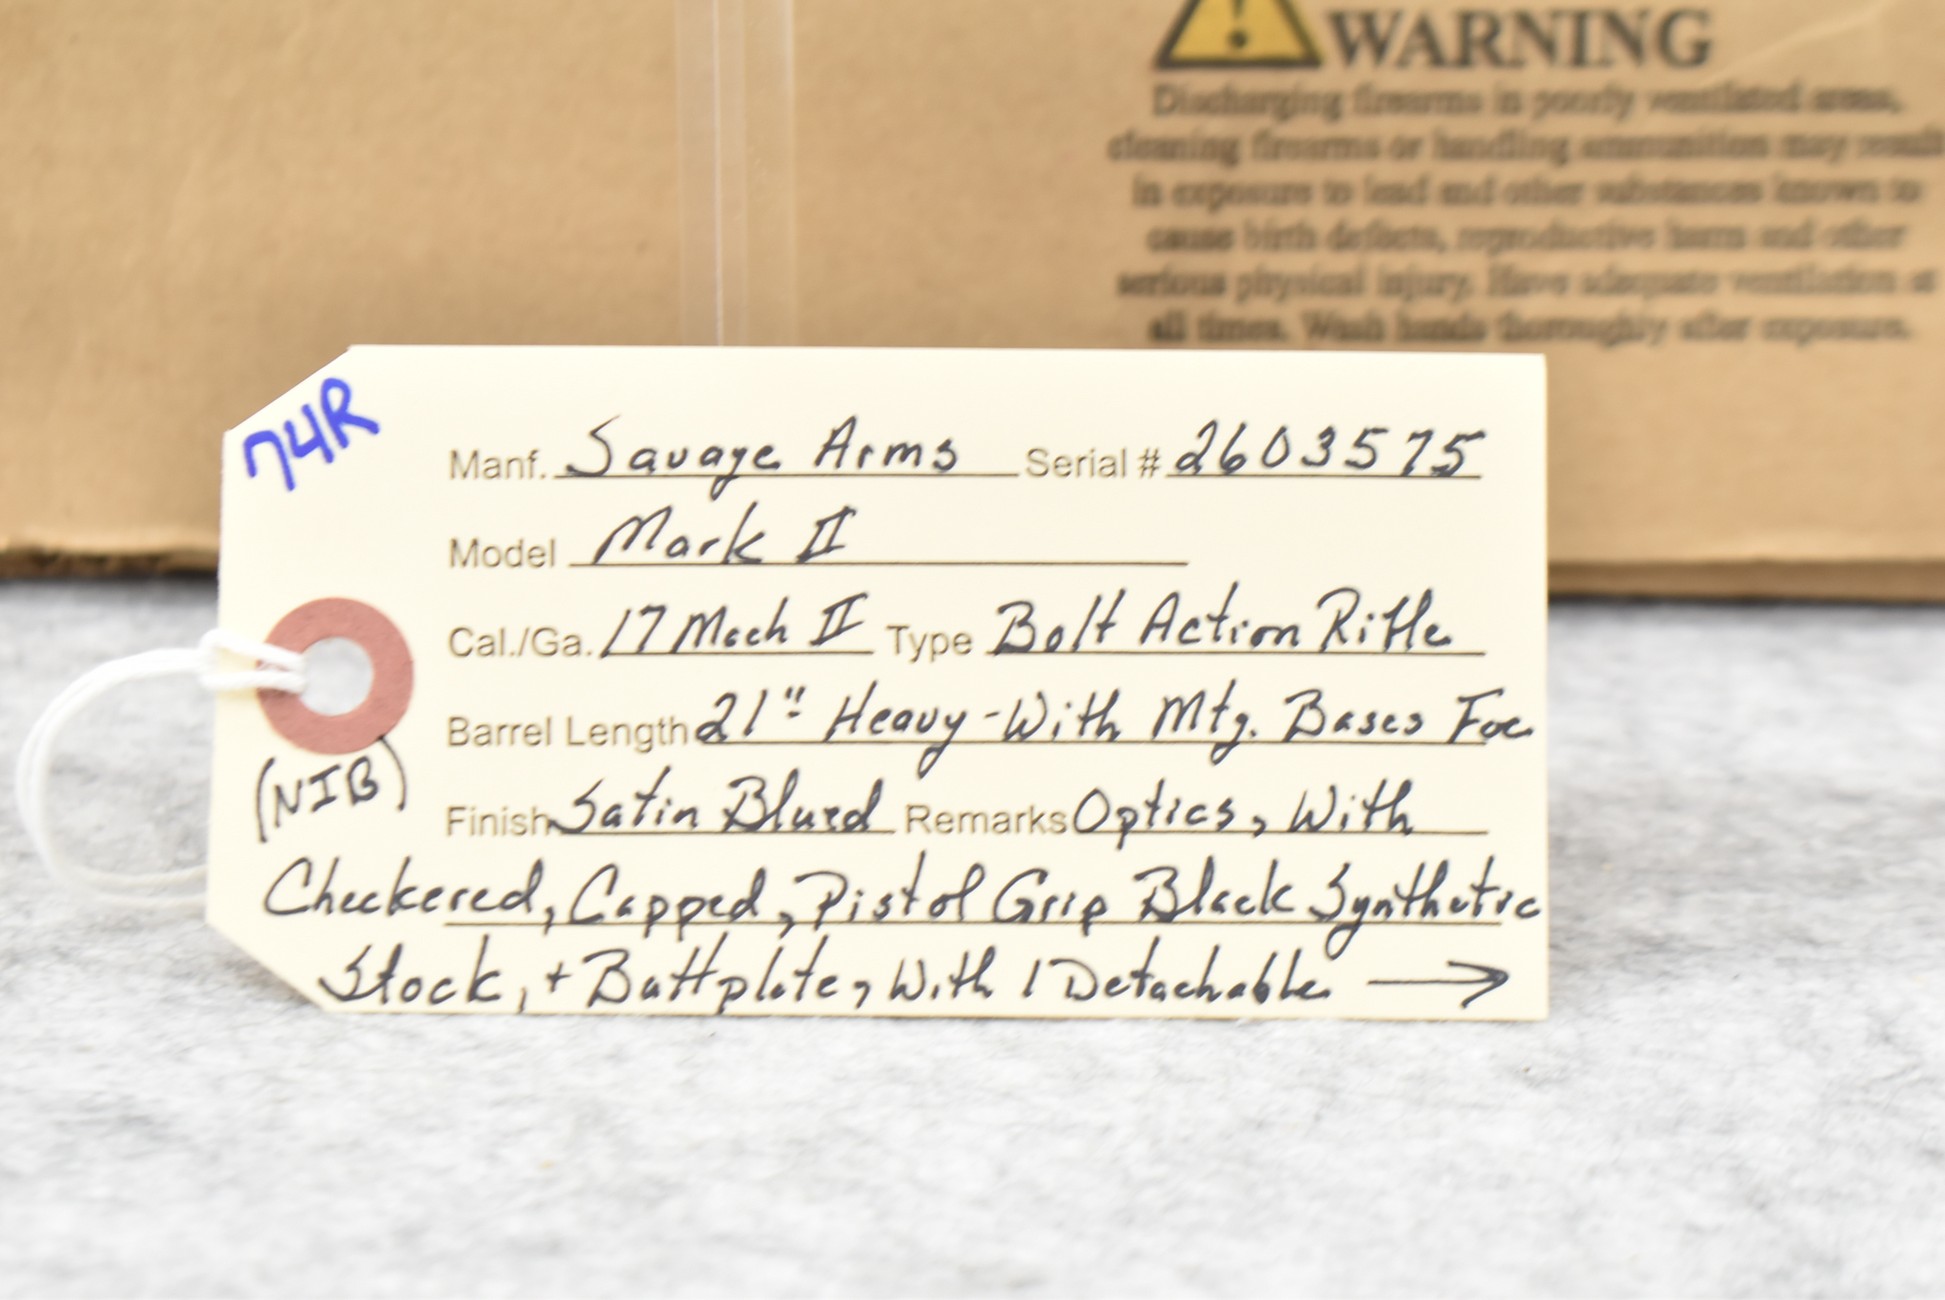 WARNING
Discharging firearms in poorly ventilated areas,
cleaning firearms or handling ammunition may result
in exposure to lead and other substances known to
cause birth defects, reproductive harm and other
serious physical injury. Have adequate ventilation at
all times. Wash hands thoroughly after exposure.
74R
Manf. Savage Arms Serial # 2603575
Model Mark II
Cal./Ga. 17 Mach II Type Bolt Action Rifle
Barrel Length 21" Heavy - With Mtg. Bases For
(NIB)
Finish Satin Blued Remarks Optics, With
Checkered, Capped, Pistol Grip Black Synthetic
Stock, + Buttplate, With 1 Detachable →